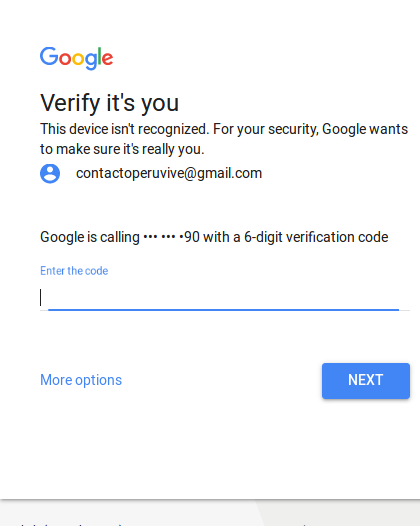 Google
Verify it's you
This device isn't recognized. For your security, Google wants
to make sure it's really you.
contactoperuvive@gmail.com
Google is calling ••• ••• •90 with a 6-digit verification code
Enter the code
More options
NEXT